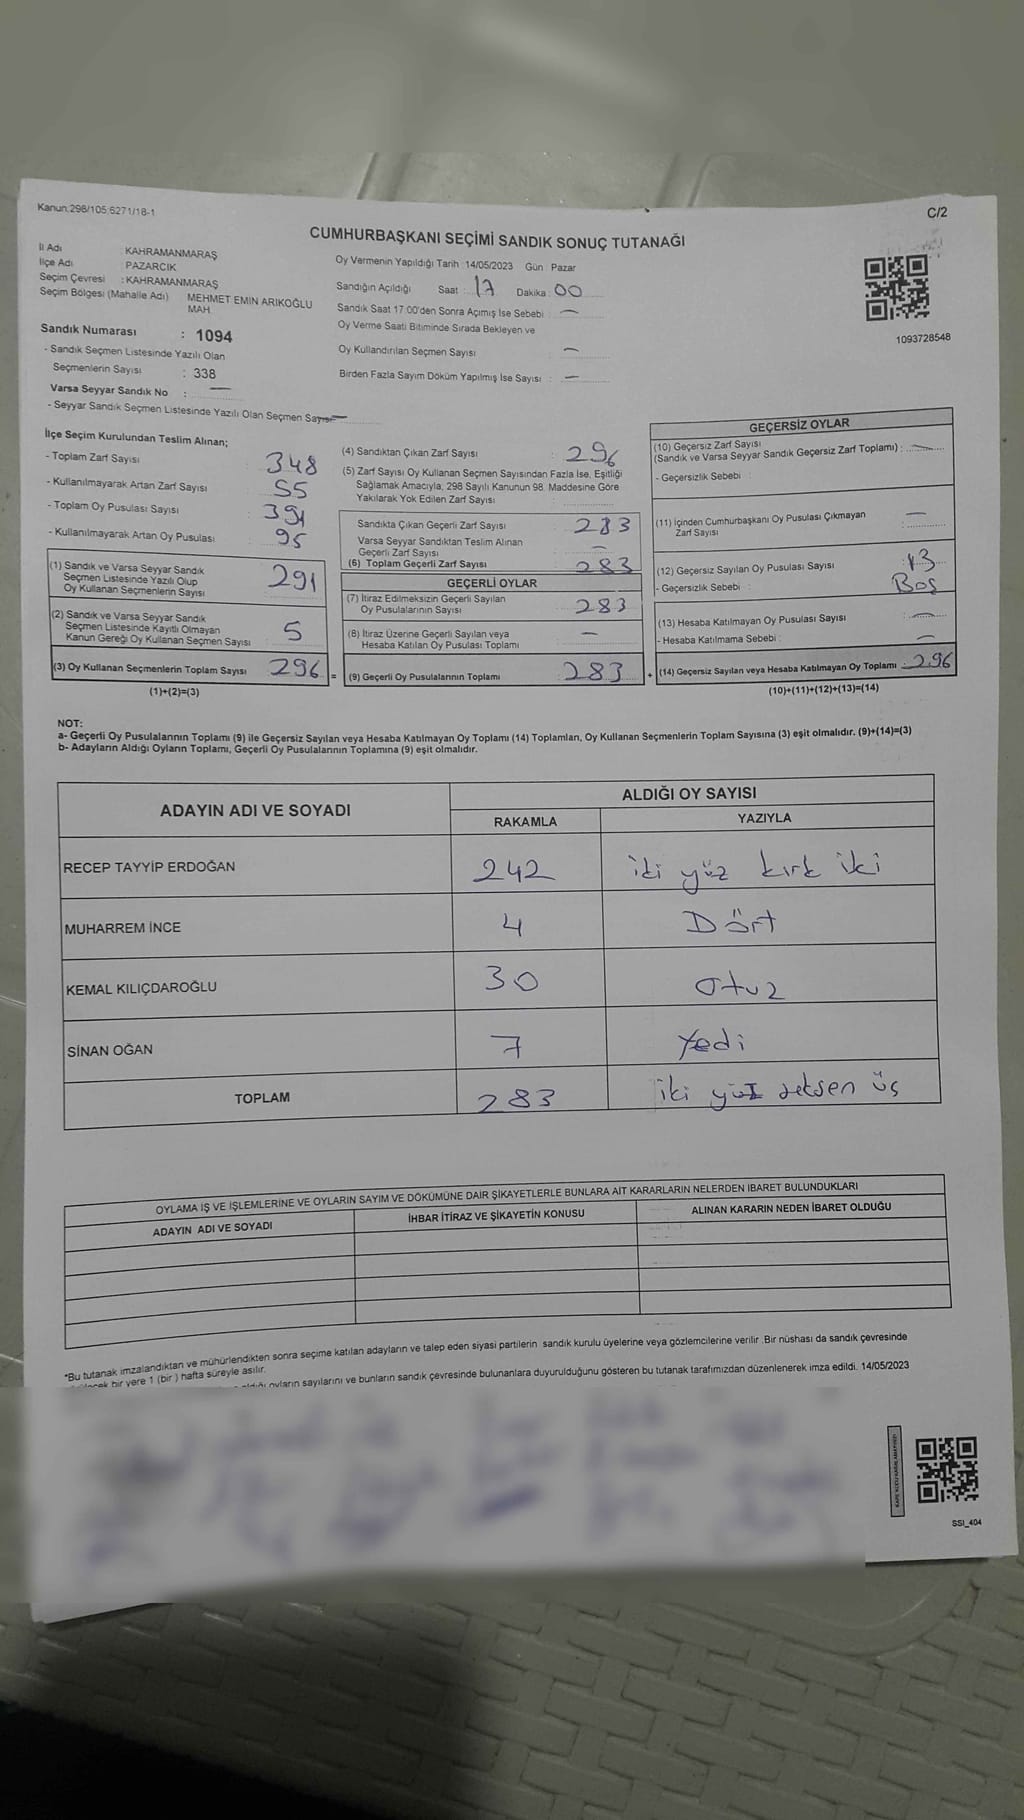 Kanun:298/105;6271/18-1
C/2
CUMHURBAŞKANI SEÇİMİ SANDIK SONUÇ TUTANAĞI
İl Adı : KAHRAMANMARAŞ
İlçe Adı : PAZARCIK
Seçim Çevresi : KAHRAMANMARAŞ
Seçim Bölgesi (Mahalle Adı) MEHMET EMIN ARIKOĞLU MAH.
Sandık Numarası : 1094
- Sandık Seçmen Listesinde Yazılı Olan
Seçmenlerin Sayısı : 338
Varsa Seyyar Sandık No : —
- Seyyar Sandık Seçmen Listesinde Yazılı Olan Seçmen Sayısı —
Oy Vermenin Yapıldığı Tarih :14/05/2023 Gün Pazar
Sandığın Açıldığı Saat : 17 Dakika : 00
Sandık Saat 17:00'den Sonra Açımış İse Sebebi : —
Oy Verme Saati Bitiminde Sırada Bekleyen ve
Oy Kullandırılan Seçmen Sayısı : —
Birden Fazla Sayım Döküm Yapılmış İse Sayısı : —
1093728548
İlçe Seçim Kurulundan Teslim Alınan;
- Toplam Zarf Sayısı : 348
- Kullanılmayarak Artan Zarf Sayısı : 55
- Toplam Oy Pusulası Sayısı : 391
- Kullanılmayarak Artan Oy Pusulası : 95
(1) Sandık ve Varsa Seyyar Sandık
Seçmen Listesinde Yazılı Olup
Oy Kullanan Seçmenlerin Sayısı 291
(2) Sandık ve Varsa Seyyar Sandık
Seçmen Listesinde Kayıtlı Olmayan
Kanun Gereği Oy Kullanan Seçmen Sayısı 5
(3) Oy Kullanan Seçmenlerin Toplam Sayısı 296
(1)+(2)=(3)
(4) Sandıktan Çıkan Zarf Sayısı : 296
(5) Zarf Sayısı Oy Kullanan Seçmen Sayısından Fazla İse, Eşitliği
Sağlamak Amacıyla, 298 Sayılı Kanunun 98. Maddesine Göre
Yakılarak Yok Edilen Zarf Sayısı :
Sandıkta Çıkan Geçerli Zarf Sayısı 283
Varsa Seyyar Sandıktan Teslim Alınan
Geçerli Zarf Sayısı —
(6) Toplam Geçerli Zarf Sayısı 283
GEÇERLİ OYLAR
(7) İtiraz Edilmeksizin Geçerli Sayılan
Oy Pusulalarının Sayısı 283
(8) İtiraz Üzerine Geçerli Sayılan veya
Hesaba Katılan Oy Pusulası Toplamı —
= (9) Geçerli Oy Pusulalarının Toplamı 283
GEÇERSİZ OYLAR
(10) Geçersiz Zarf Sayısı
(Sandık ve Varsa Seyyar Sandık Geçersiz Zarf Toplamı) : —
- Geçersizlik Sebebi :
(11) İçinden Cumhurbaşkanı Oy Pusulası Çıkmayan
Zarf Sayısı : —
(12) Geçersiz Sayılan Oy Pusulası Sayısı : 13
- Geçersizlik Sebebi : Boş
(13) Hesaba Katılmayan Oy Pusulası Sayısı : —
- Hesaba Katılmama Sebebi : —
+ (14) Geçersiz Sayılan veya Hesaba Katılmayan Oy Toplamı : 296
(10)+(11)+(12)+(13)=(14)
NOT:
a- Geçerli Oy Pusulalarının Toplamı (9) ile Geçersiz Sayılan veya Hesaba Katılmayan Oy Toplamı (14) Toplamları, Oy Kullanan Seçmenlerin Toplam Sayısına (3) eşit olmalıdır. (9)+(14)=(3)
b- Adayların Aldığı Oyların Toplamı, Geçerli Oy Pusulalarının Toplamına (9) eşit olmalıdır.
ADAYIN ADI VE SOYADI ALDIĞI OY SAYISI
RAKAMLA YAZIYLA
RECEP TAYYİP ERDOĞAN 242 iki yüz kırk iki
MUHARREM İNCE 4 Dört
KEMAL KILIÇDAROĞLU 30 otuz
SİNAN OĞAN 7 Yedi
TOPLAM 283 iki yüz seksen üç
OYLAMA İŞ VE İŞLEMLERİNE VE OYLARIN SAYIM VE DÖKÜMÜNE DAİR ŞİKAYETLERLE BUNLARA AİT KARARLARIN NELERDEN İBARET BULUNDUKLARI
ADAYIN ADI VE SOYADI İHBAR İTİRAZ VE ŞİKAYETİN KONUSU ALINAN KARARIN NEDEN İBARET OLDUĞU
*Bu tutanak imzalandıktan ve mühürlendikten sonra seçime katılan adayların ve talep eden siyasi partilerin sandık kurulu üyelerine veya gözlemcilerine verilir .Bir nüshası da sandık çevresinde
bir yere 1 (bir ) hafta süreyle asılır.
oyların sayılarını ve bunların sandık çevresinde bulunanlara duyurulduğunu gösteren bu tutanak tarafımızdan düzenlenerek imza edildi. 14/05/2023
SSI_404